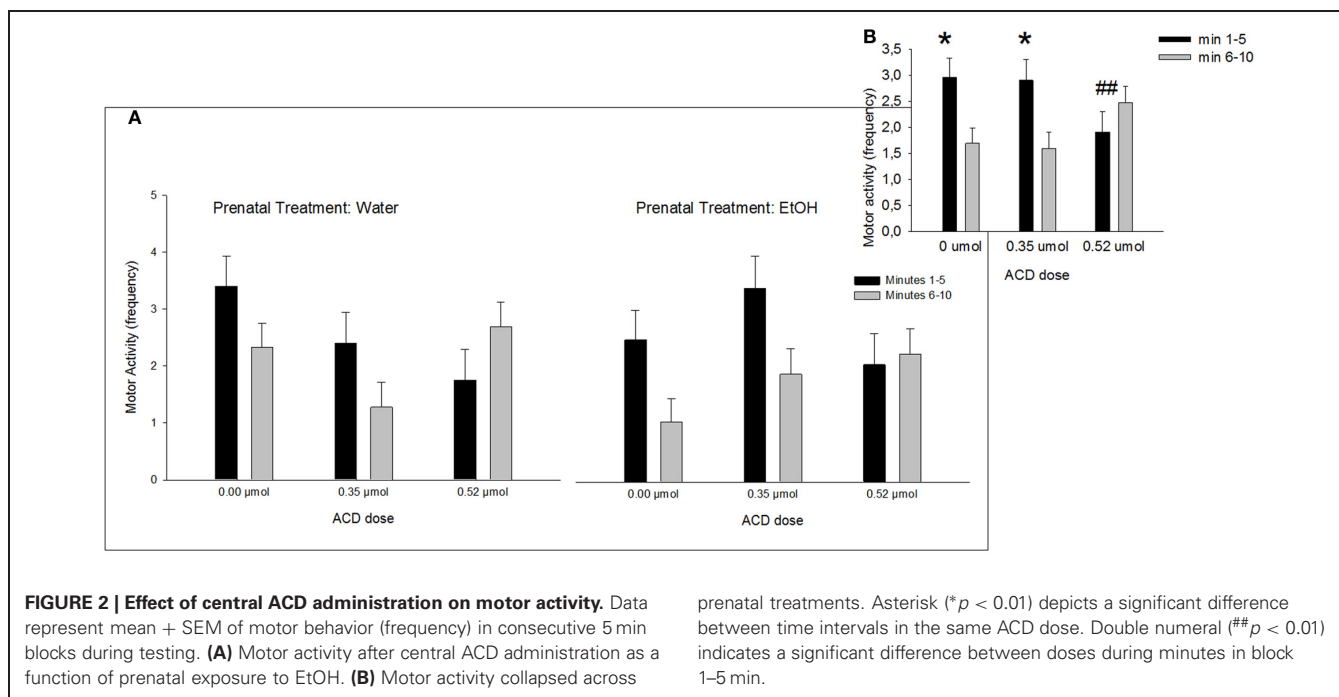 B
*
*
##
3,5
3,0
2,5
2,0
1,5
1,0
0,5
0,0
Motor activity (frequency)
0 umol
0.35 umol
0.52 umol
ACD dose
min 1-5
min 6-10
A
Prenatal Treatment: Water
Prenatal Treatment: EtOH
5
4
3
2
1
0
Motor Activity (frequency)
Minutes 1-5
Minutes 6-10
0.00 µmol
0.35 µmol
0.52 µmol
ACD dose
0.00 µmol
0.35 µmol
0.52 µmol
ACD dose
FIGURE 2 | Effect of central ACD administration on motor activity. Data
represent mean + SEM of motor behavior (frequency) in consecutive 5 min
blocks during testing. (A) Motor activity after central ACD administration as a
function of prenatal exposure to EtOH. (B) Motor activity collapsed across
prenatal treatments. Asterisk (*p < 0.01) depicts a significant difference
between time intervals in the same ACD dose. Double numeral (##p < 0.01)
indicates a significant difference between doses during minutes in block
1–5 min.